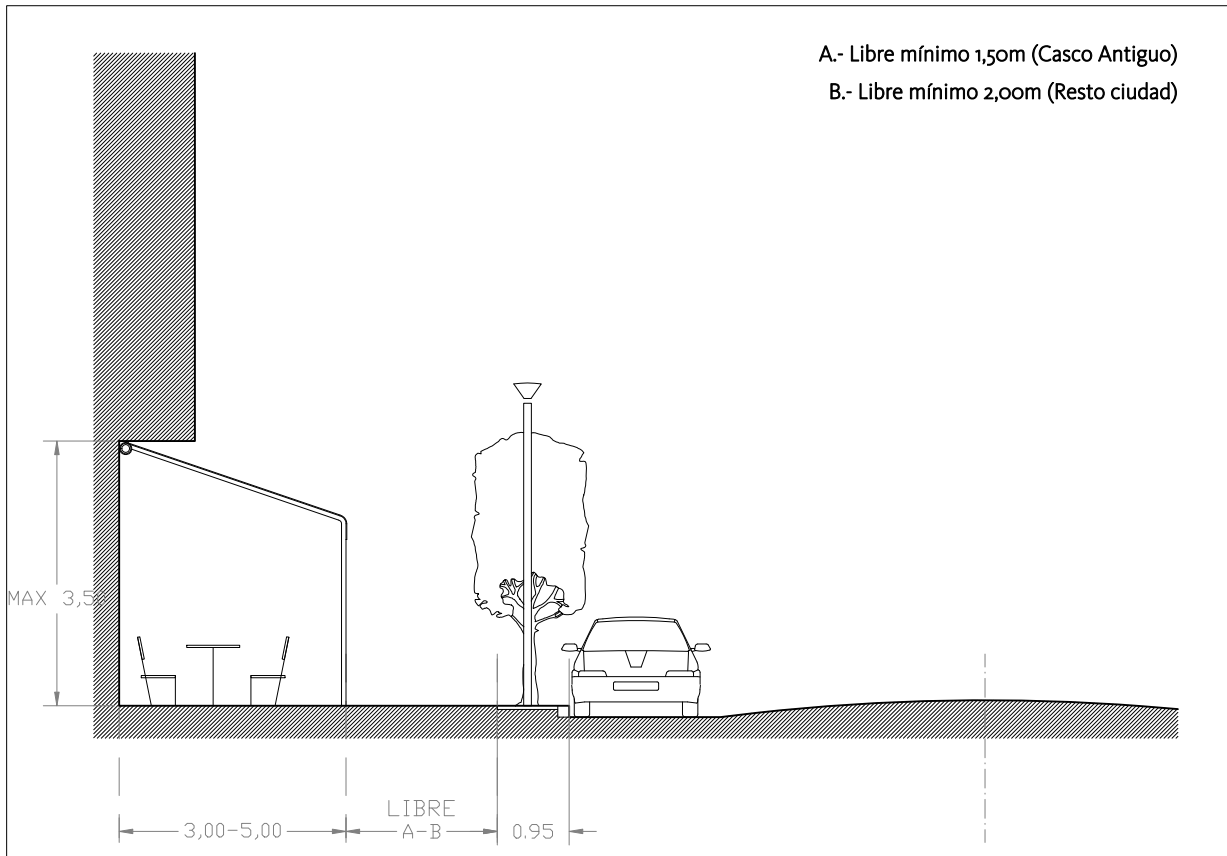 A.- Libre mínimo 1,50m (Casco Antiguo)
B.- Libre mínimo 2,00m (Resto ciudad)
MAX 3,5
LIBRE
3,00-5,00
A-B
0.95